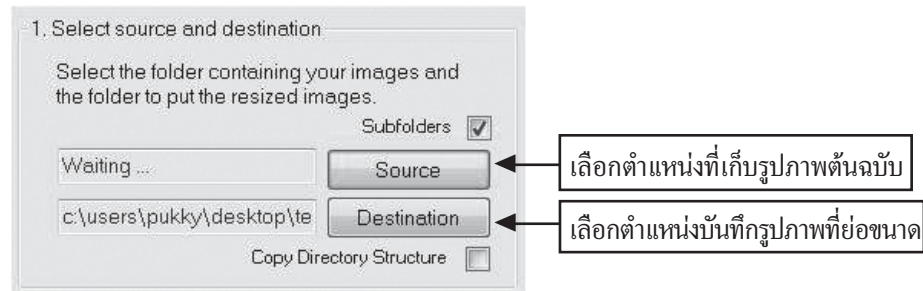 1. Select source and destination
Select the folder containing your images and
the folder to put the resized images.
Subfolders
Waiting ...
Source
เลือกตำแหน่งที่เก็บรูปภาพต้นฉบับ
c:\users\pukky\desktop\te
Destination
เลือกตำแหน่งบันทึกรูปภาพที่ย่อขนาด
Copy Directory Structure